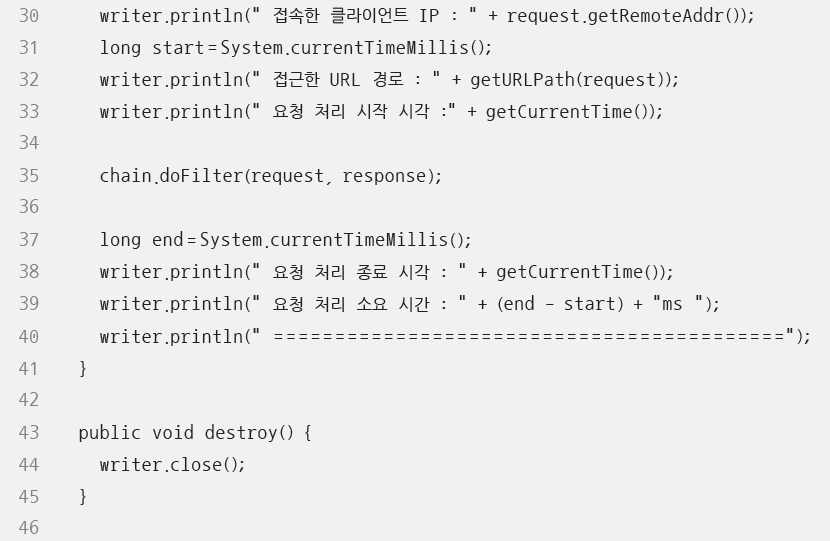 30 writer.println(" 접속한 클라이언트 IP : " + request.getRemoteAddr());
31 long start=System.currentTimeMillis();
32 writer.println(" 접근한 URL 경로 : " + getURLPath(request));
33 writer.println(" 요청 처리 시작 시각 :" + getCurrentTime());
34
35 chain.doFilter(request, response);
36
37 long end=System.currentTimeMillis();
38 writer.println(" 요청 처리 종료 시각 : " + getCurrentTime());
39 writer.println(" 요청 처리 소요 시간 : " + (end - start) + "ms ");
40 writer.println(" ==========================================");
41 }
42
43 public void destroy() {
44 writer.close();
45 }
46